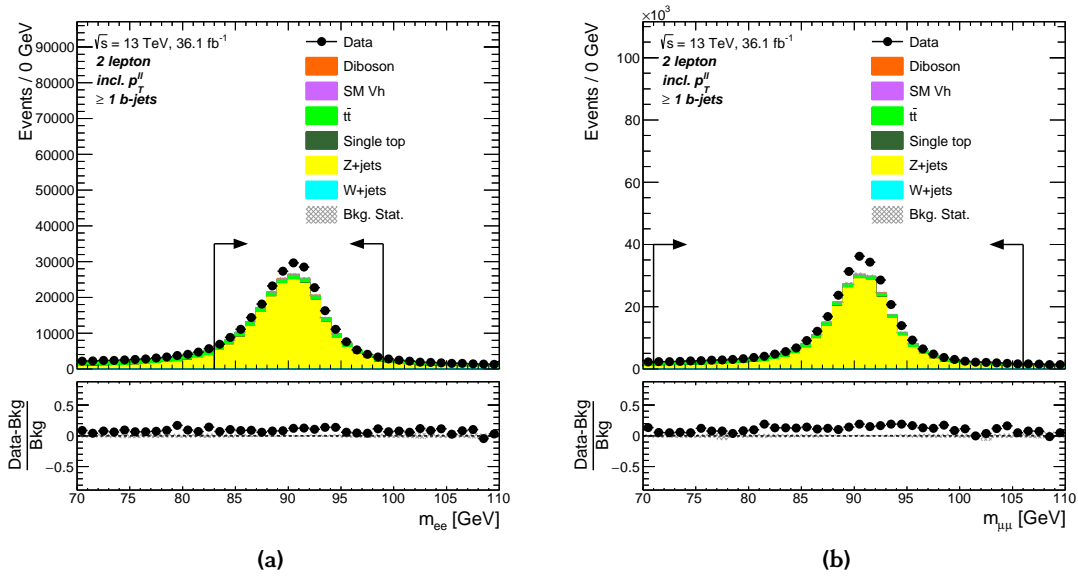 Events / 0 GeV
90000
80000
70000
60000
50000
40000
30000
20000
10000
0
√s = 13 TeV, 36.1 fb⁻¹
2 lepton
incl. p_T^ll
≥ 1 b-jets
Data
Diboson
SM Vh
tt̄
Single top
Z+jets
W+jets
Bkg. Stat.
Data-Bkg
Bkg
0.5
0
−0.5
70 75 80 85 90 95 100 105 110
m_ee [GeV]
(a)
×10³
Events / 0 GeV
100
80
60
40
20
0
√s = 13 TeV, 36.1 fb⁻¹
2 lepton
incl. p_T^ll
≥ 1 b-jets
Data
Diboson
SM Vh
tt̄
Single top
Z+jets
W+jets
Bkg. Stat.
Data-Bkg
Bkg
0.5
0
−0.5
70 75 80 85 90 95 100 105 110
m_μμ [GeV]
(b)